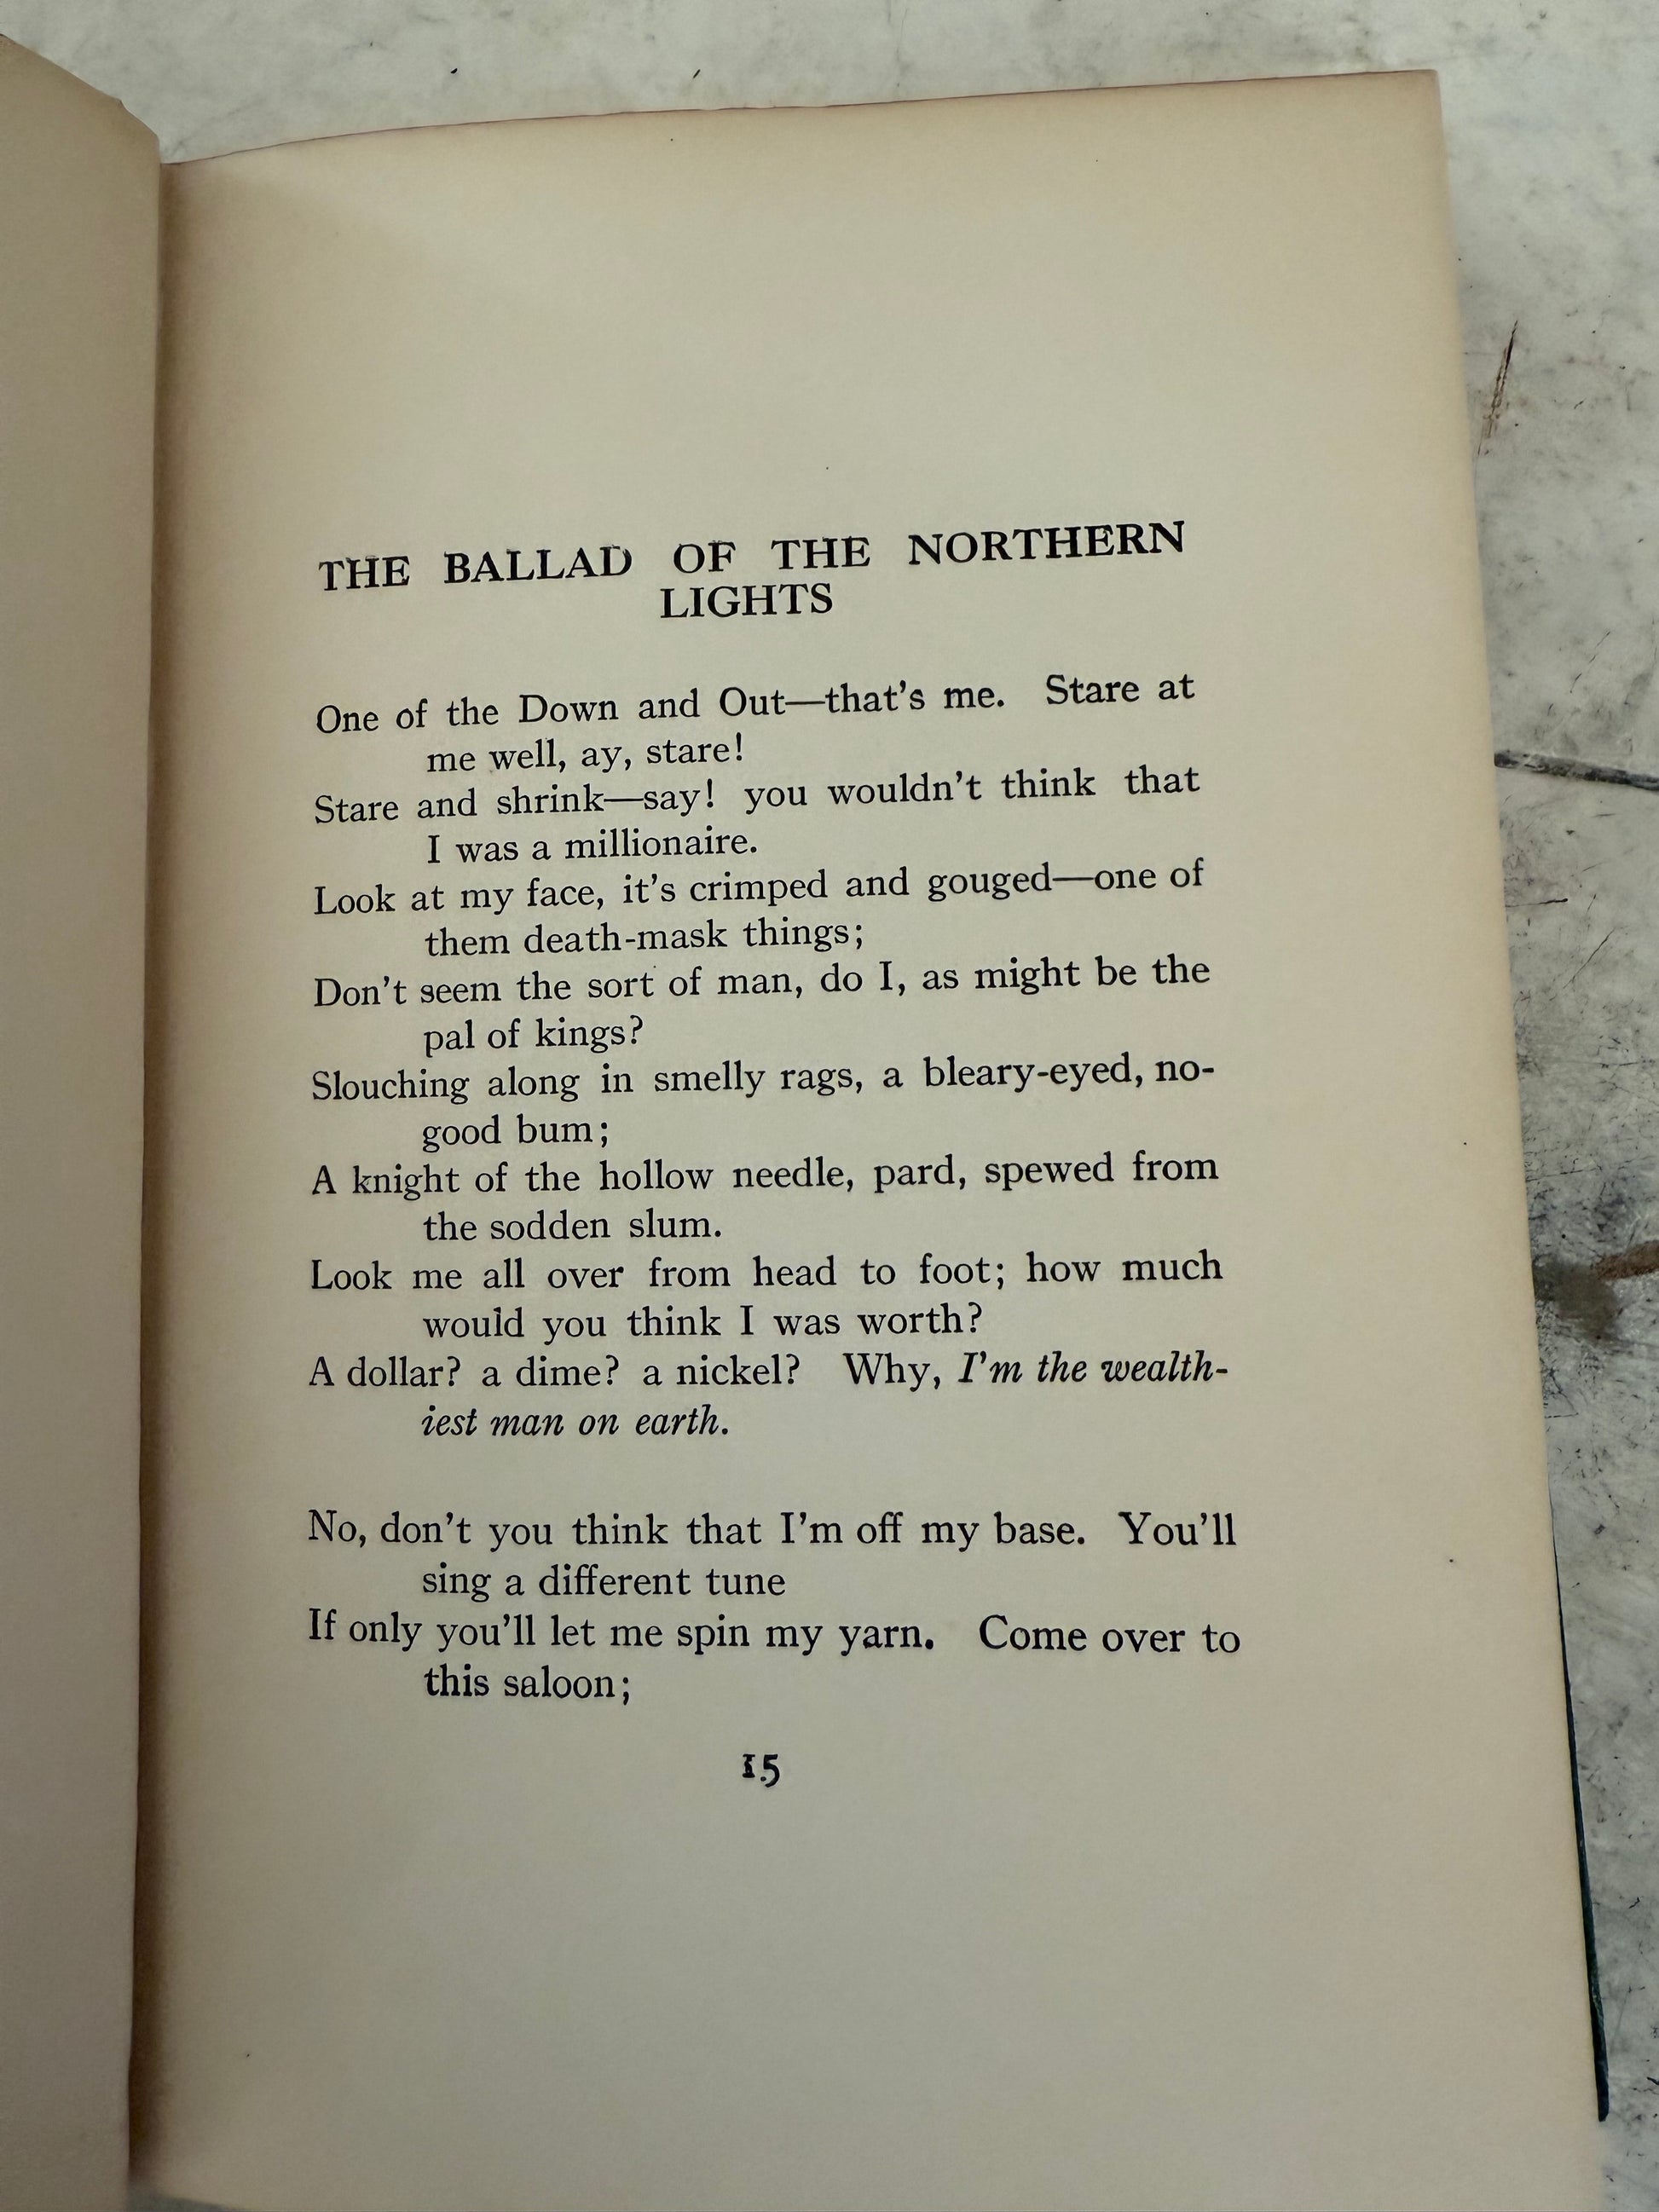 THE BALLAD OF THE NORTHERN
LIGHTS
One of the Down and Out—that's me. Stare at
me well, ay, stare!
Stare and shrink—say! you wouldn't think that
I was a millionaire.
Look at my face, it's crimped and gouged—one of
them death-mask things;
Don't seem the sort of man, do I, as might be the
pal of kings?
Slouching along in smelly rags, a bleary-eyed, no-
good bum;
A knight of the hollow needle, pard, spewed from
the sodden slum.
Look me all over from head to foot; how much
would you think I was worth?
A dollar? a dime? a nickel? Why, I'm the wealth-
iest man on earth.
No, don't you think that I'm off my base. You'll
sing a different tune
If only you'll let me spin my yarn. Come over to
this saloon;
15